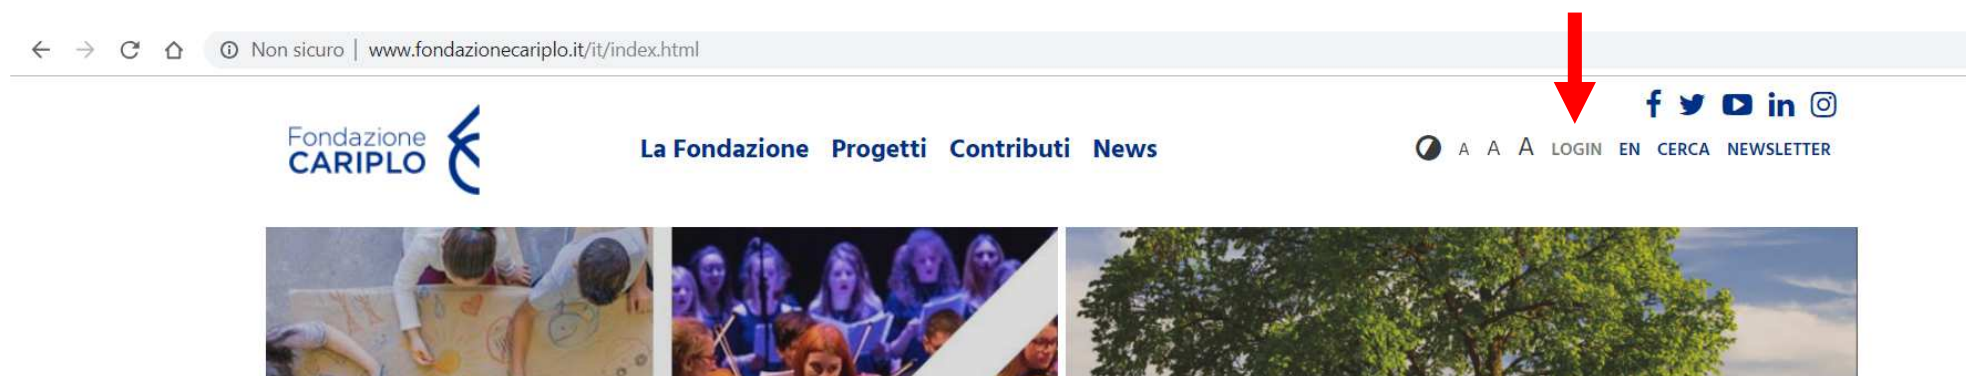 Non sicuro | www.fondazionecariplo.it/it/index.html
Fondazione
CARIPLO
La Fondazione Progetti Contributi News
A A A LOGIN EN CERCA NEWSLETTER